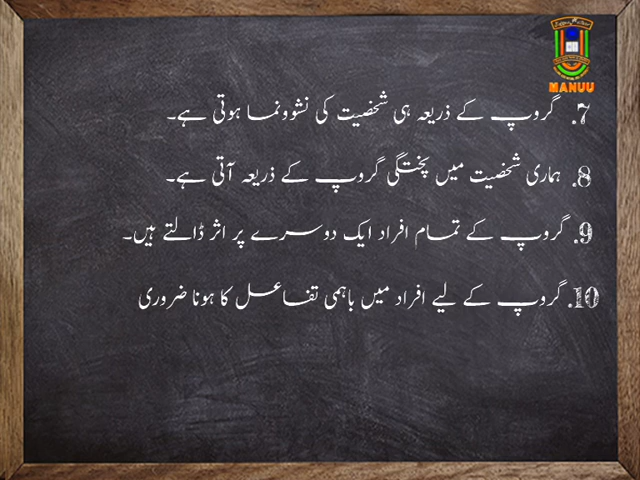 MANUU
7. گروپ کے ذریعہ ہی شخصیت کی نشوونما ہوتی ہے۔
8. ہماری شخصیت میں پختگی گروپ کے ذریعہ آتی ہے۔
9. گروپ کے تمام افراد ایک دوسرے پر اثر ڈالتے ہیں۔
10. گروپ کے لیے افراد میں باہمی تفاعل کا ہونا ضروری